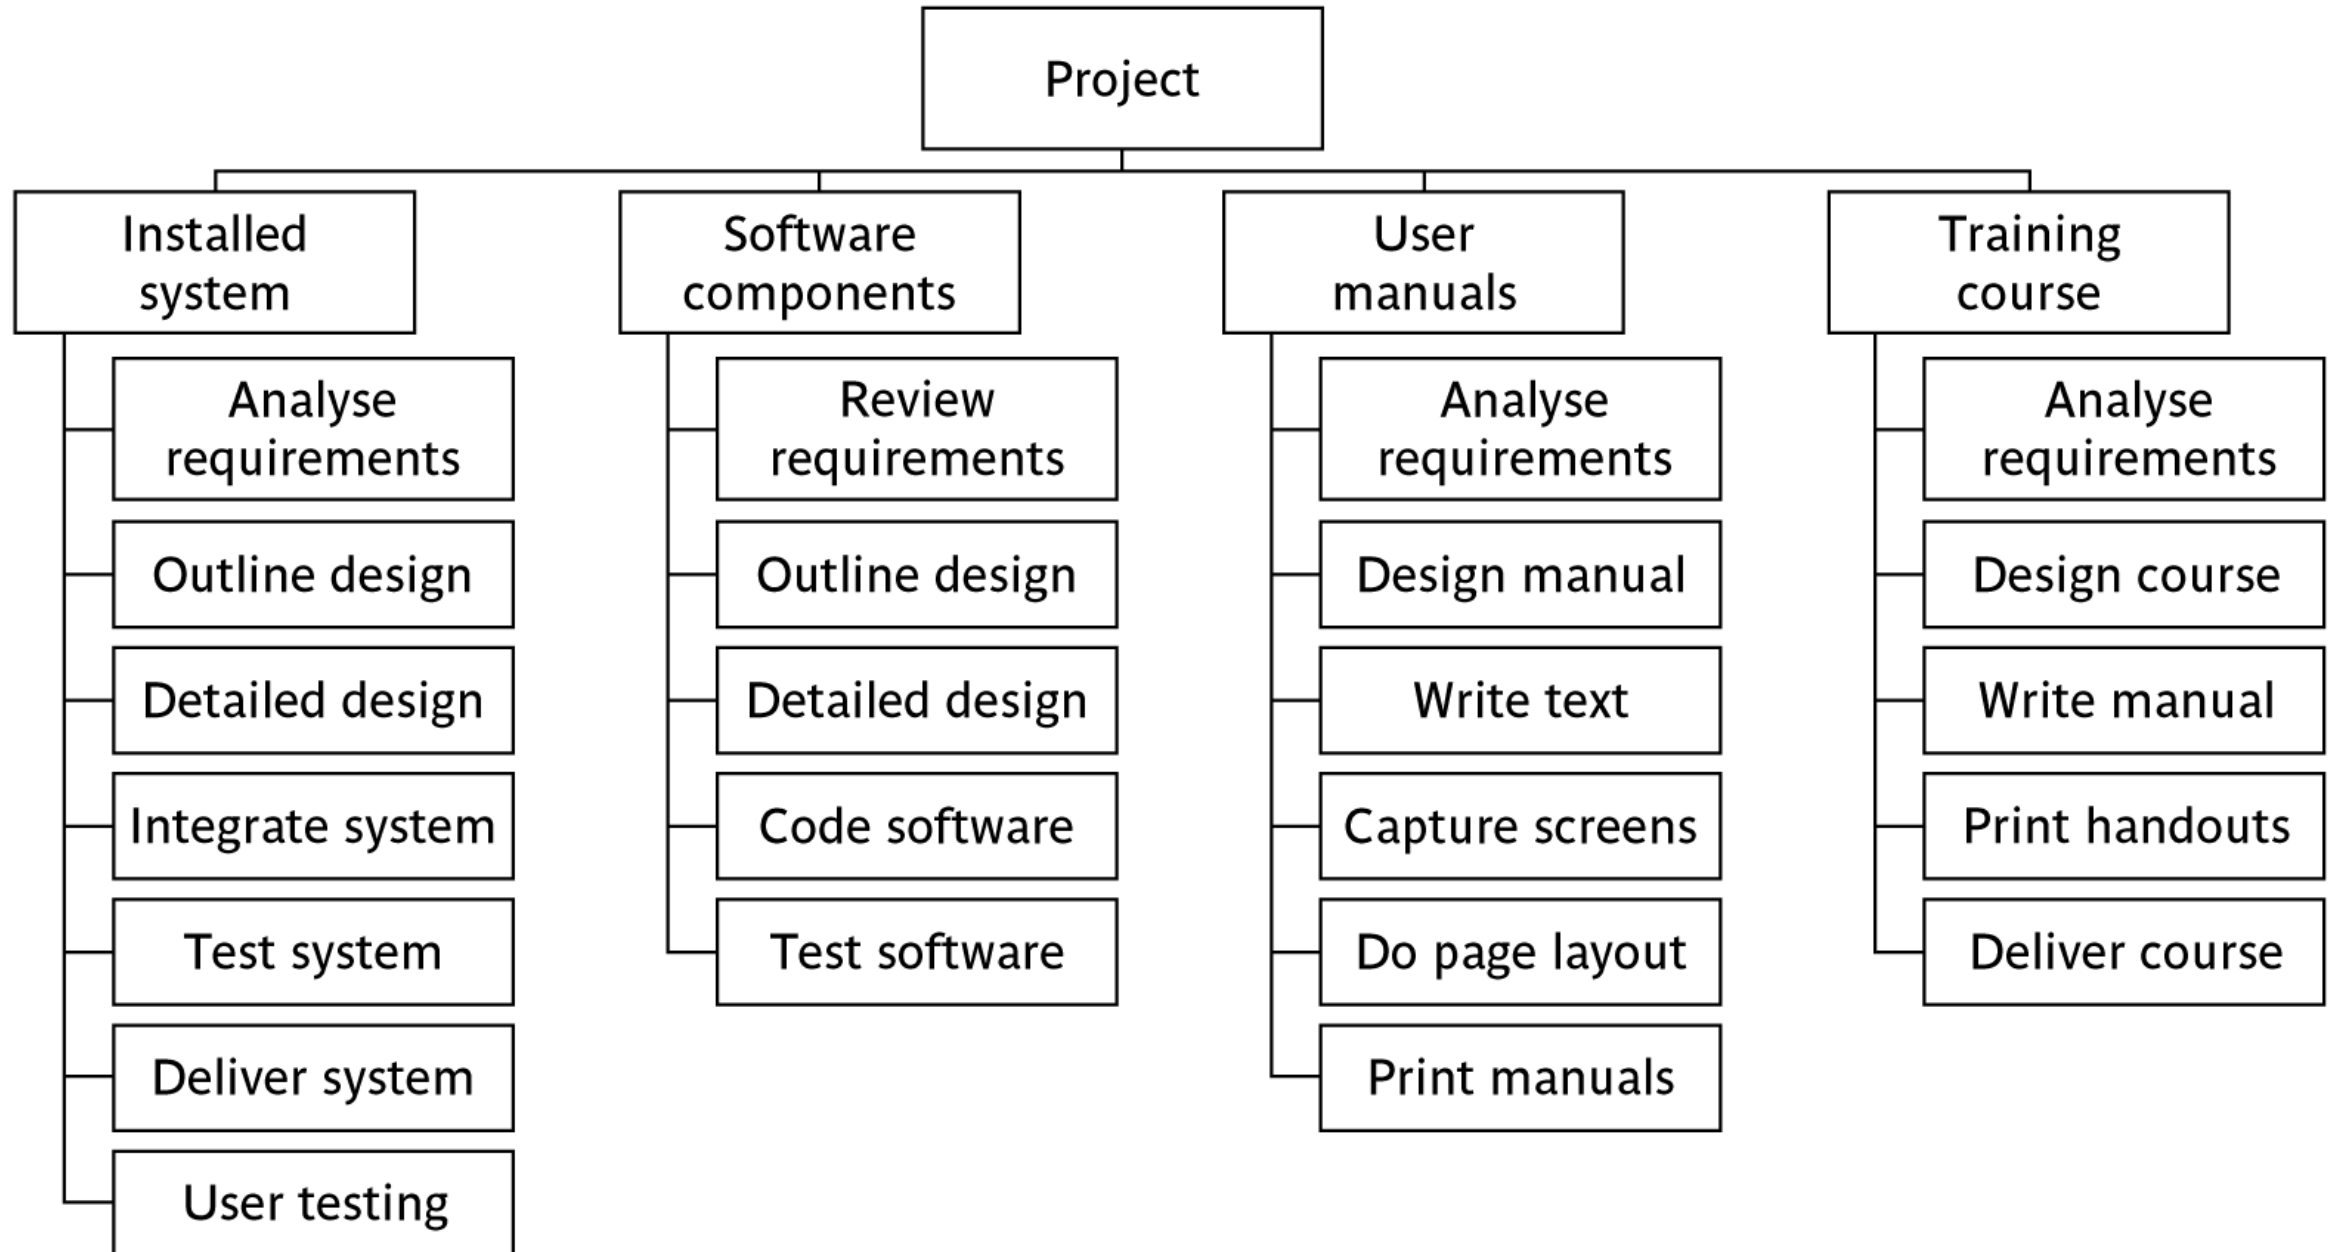 Project
Installed
system
Analyse
requirements
Outline design
Detailed design
Integrate system
Test system
Deliver system
User testing
Software
components
Review
requirements
Outline design
Detailed design
Code software
Test software
User
manuals
Analyse
requirements
Design manual
Write text
Capture screens
Do page layout
Print manuals
Training
course
Analyse
requirements
Design course
Write manual
Print handouts
Deliver course